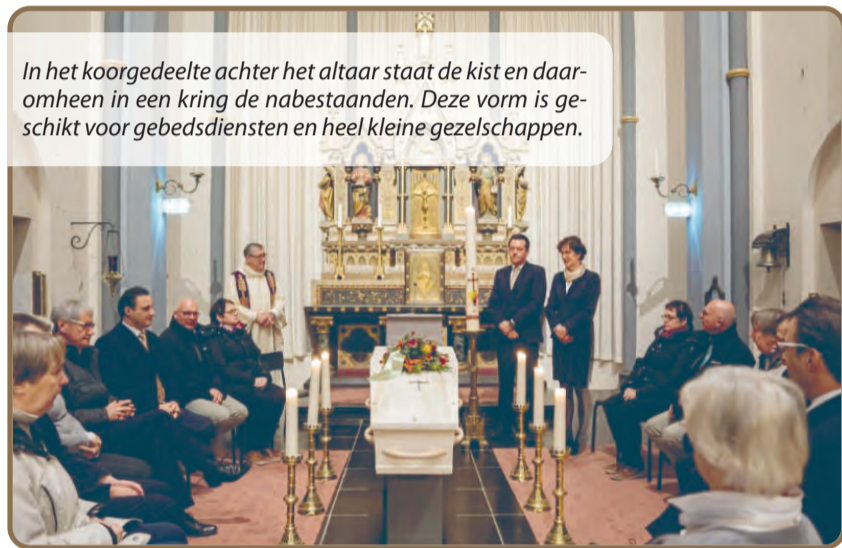 In het koorgedeelte achter het altaar staat de kist en daar-
omheen in een kring de nabestaanden. Deze vorm is ge-
schikt voor gebedsdiensten en heel kleine gezelschappen.